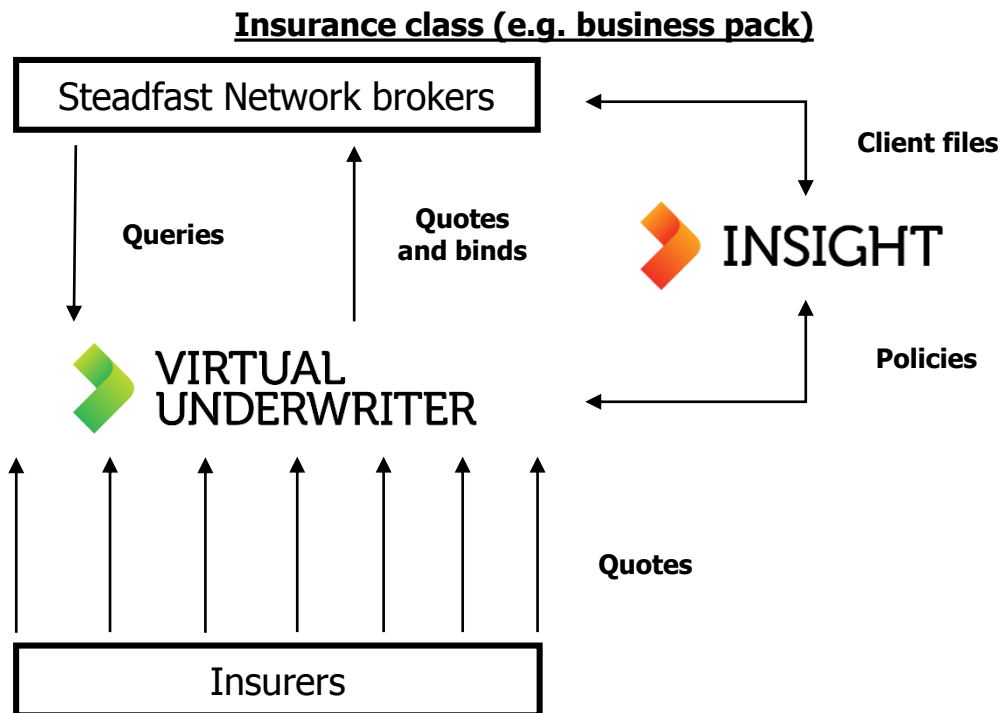 Insurance class (e.g. business pack)
Steadfast Network brokers
Client files
Queries
Quotes
and binds
INSIGHT
Policies
VIRTUAL
UNDERWRITER
Quotes
Insurers